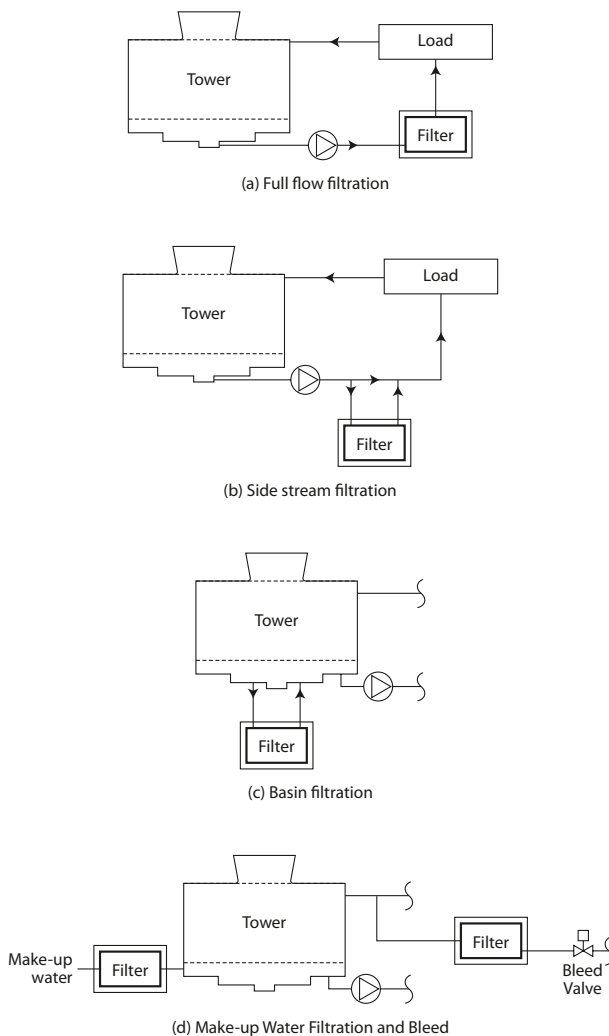 Load
Tower
Filter
(a) Full flow filtration
Load
Tower
Filter
(b) Side stream filtration
Tower
Filter
(c) Basin filtration
Tower
Filter
Make-up
water
Filter
Bleed
Valve
(d) Make-up Water Filtration and Bleed